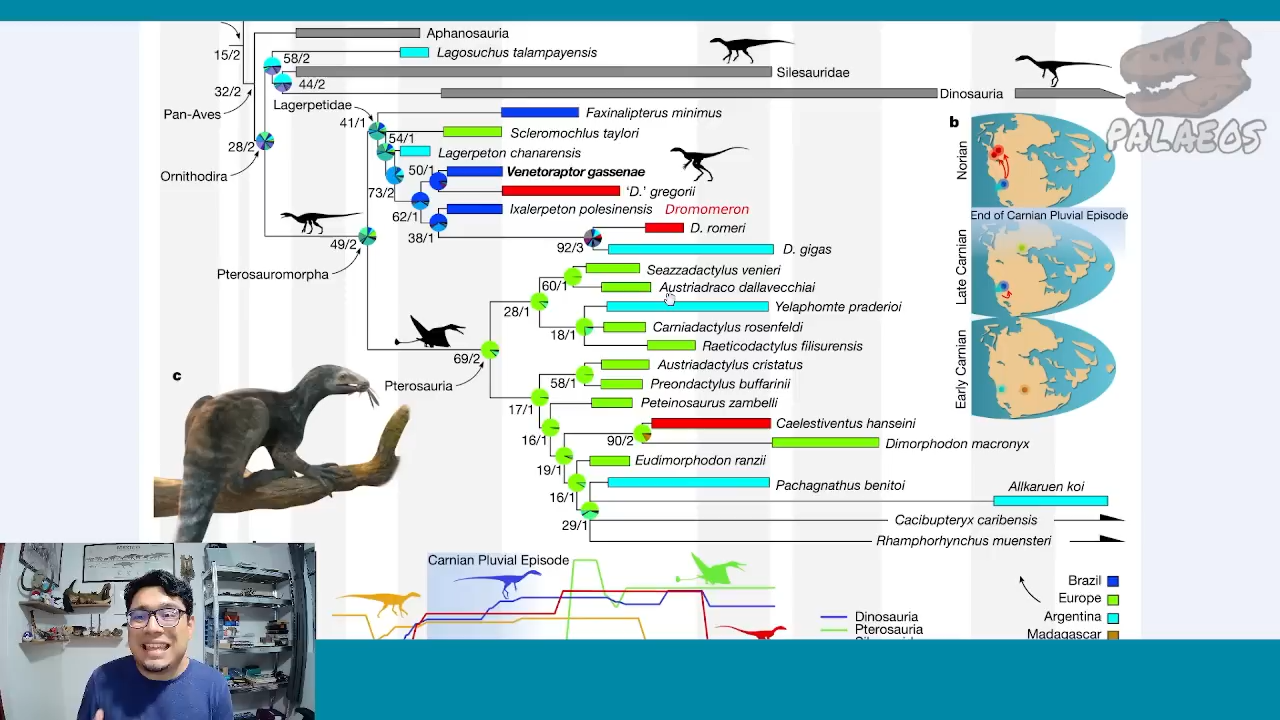 Aphanosauria
15/2
58/2
Lagosuchus talampayensis
Silesauridae
44/2
32/2
Dinosauria
Pan-Aves
Lagerpetidae
Faxinalipterus minimus
41/1
54/1
Scleromochlus taylori
28/2
Lagerpeton chanarensis
50/1
Venetoraptor gassenae
Ornithodira
73/2
'D.' gregorii
62/1
Ixalerpeton polesinensis
Dromomeron
38/1
D. romeri
49/2
92/3
D. gigas
Pterosauromorpha
Seazzadactylus venieri
60/1
Austriadraco dallavecchiai
28/1
Yelaphomte praderioi
18/1
Carniadactylus rosenfeldi
Raeticodactylus filisurensis
69/2
Austriadactylus cristatus
Pterosauria
58/1
Preondactylus buffarinii
17/1
Peteinosaurus zambelli
16/1
Caelestiventus hanseini
90/2
Dimorphodon macronyx
19/1
Eudimorphodon ranzii
16/1
Pachagnathus benitoi
Allkaruen koi
29/1
Cacibupteryx caribensis
Rhamphorhynchus muensteri
b
Norian
End of Carnian Pluvial Episode
Late Carnian
Early Carnian
PALAEOS
c
Carnian Pluvial Episode
Dinosauria
Pterosauria
Brazil
Europe
Argentina
Madagascar